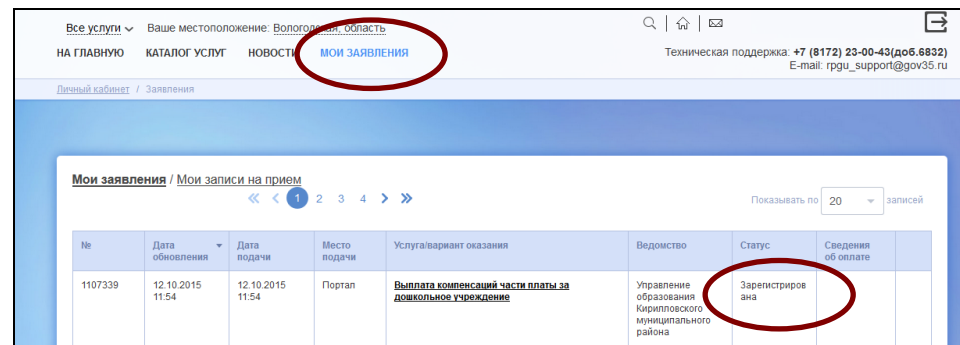 Все услуги Ваше местоположение: Вологодская, область
НА ГЛАВНУЮ КАТАЛОГ УСЛУГ НОВОСТИ МОИ ЗАЯВЛЕНИЯ
Техническая поддержка: +7 (8172) 23-00-43(доб.6832)
E-mail: rpgu_support@gov35.ru
Личный кабинет / Заявления
Мои заявления / Мои записи на прием
« < 1 2 3 4 > »
Показывать по 20 записей
№ Дата обновления Дата подачи Место подачи Услуга/вариант оказания Ведомство Статус Сведения об оплате
1107339
12.10.2015
11:54
12.10.2015
11:54
Портал
Выплата компенсаций части платы за
дошкольное учреждение
Управление
образования
Кирилловского
муниципального
района
Зарегистриров
ана